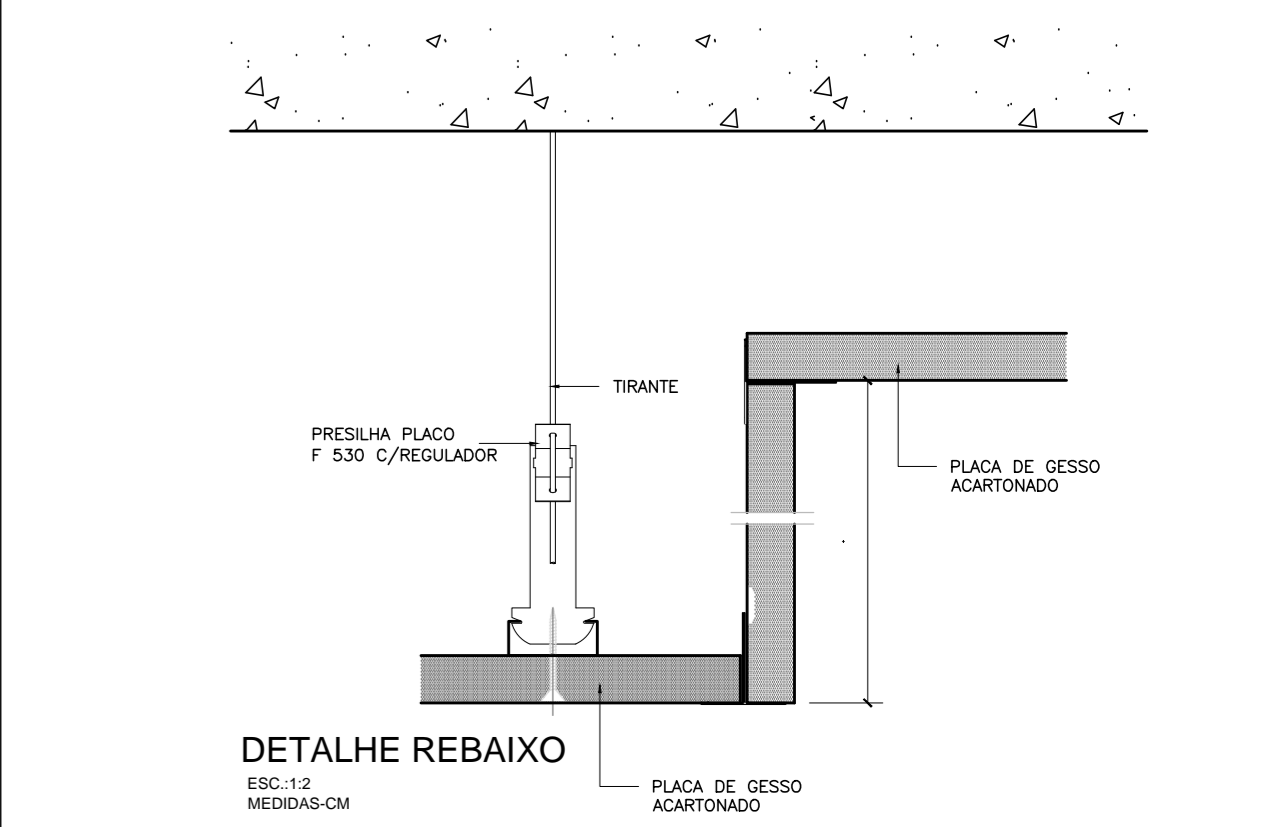 TIRANTE
PRESILHA PLACO
F 530 C/REGULADOR
PLACA DE GESSO
ACARTONADO
DETALHE REBAIXO
ESC.:1:2
MEDIDAS-CM
PLACA DE GESSO
ACARTONADO